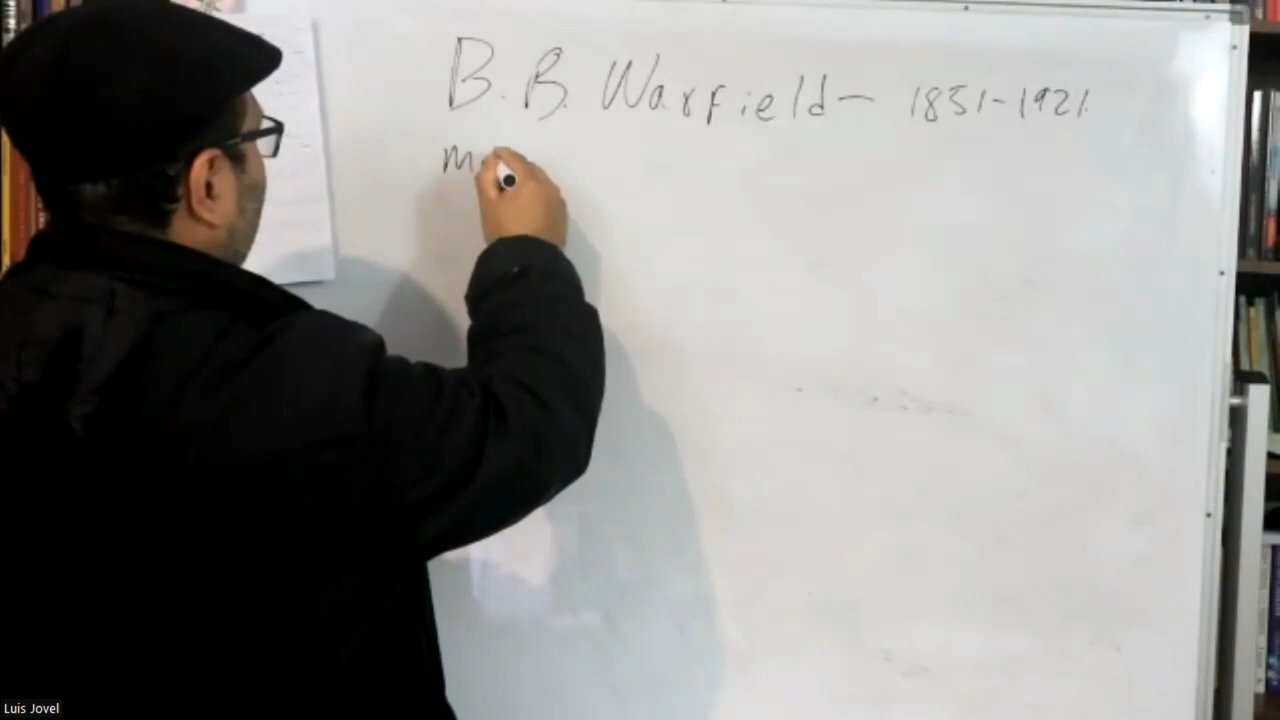 B. B. Warfield — 1851-1921.
m
Luis Jovel